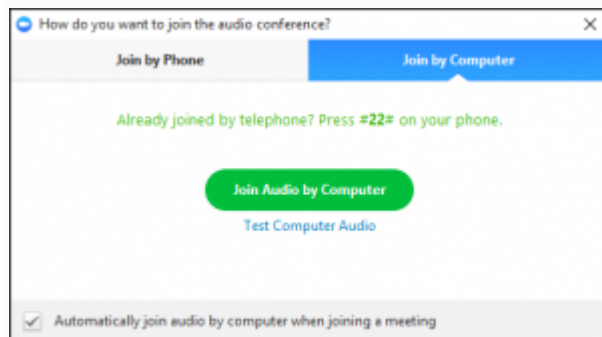 How do you want to join the audio conference?
Join by Phone
Join by Computer
Already joined by telephone? Press #22# on your phone.
Join Audio by Computer
Test Computer Audio
Automatically join audio by computer when joining a meeting